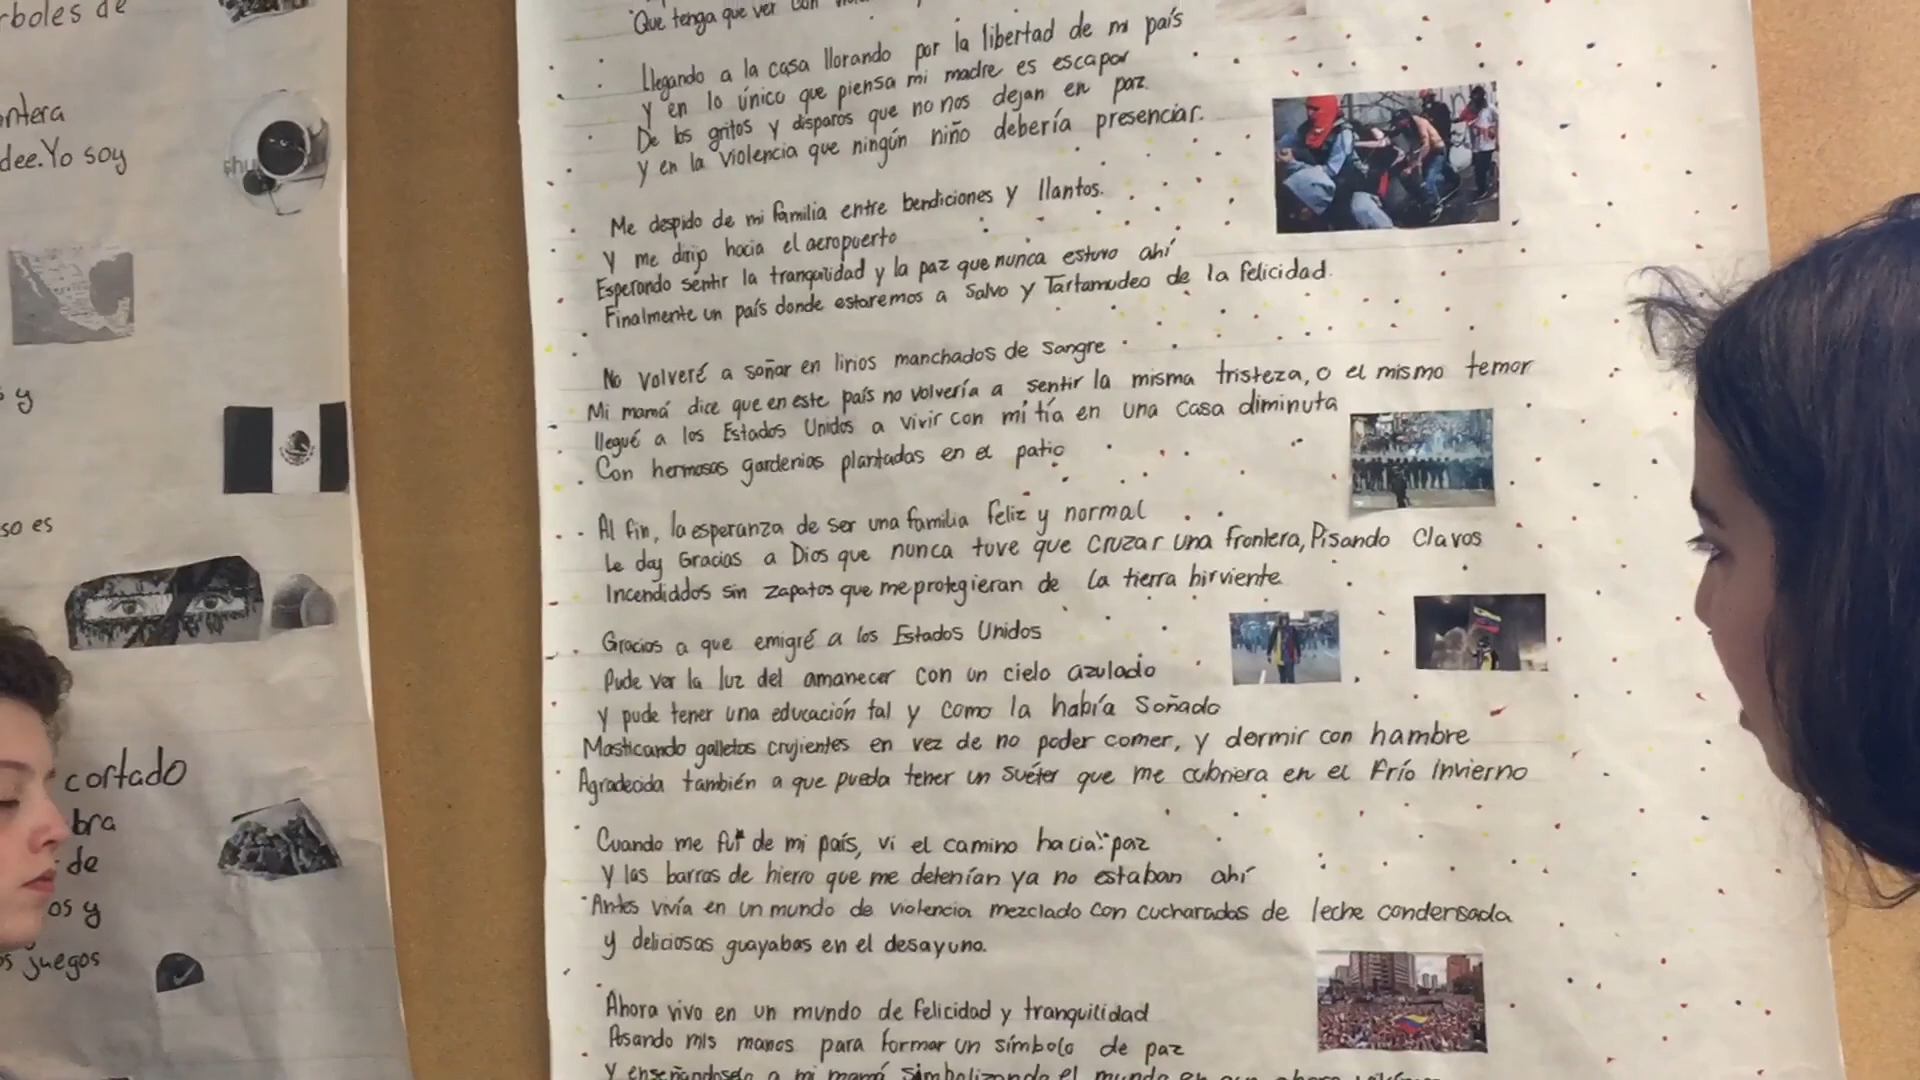 rboles de
ontera
dee. Yo soy
shu
s y
so es
cortado
bra
de
os y
os juegos
Que tenga que ver con
Llegando a la casa llorando por la libertad de mi país
Y en lo único que piensa mi madre es escapar
De los gritos y disparos que no nos dejan en paz.
Y en la violencia que ningún niño debería presenciar.
Me despido de mi familia entre bendiciones y llantos.
Y me dirijo hacia el aeropuerto
Esperando sentir la tranquilidad y la paz que nunca estuvo ahí
Finalmente un país donde estaremos a Salvo y Tartamudeo de la felicidad.
No Volveré a soñar en lirios manchados de Sangre
Mi mamá dice que en este país no volvería a sentir la misma tristeza, o el mismo temor
llegué a los Estados Unidos a vivir con mi tía en una casa diminuta
Con hermosas gardenias plantadas en el patio
Al fin, la esperanza de ser una familia feliz y normal
Le doy Gracias a Dios que nunca tuve que cruzar una frontera, Pisando Clavos
Incendiddos sin zapatos que me protegieran de la tierra hirviente
Gracias a que emigré a los Estados Unidos
Pude ver la luz del amanecer con un cielo azulado
y pude tener una educación tal y como la había Soñado
Masticando galletas crujientes en vez de no poder comer, y dormir con hambre
Agradecida también a que pueda tener un suéter que me cubriera en el Frío Invierno
Cuando me fui de mi país, vi el camino hacia paz
Y las barras de hierro que me detenían ya no estaban ahí
Antes vivía en un mundo de violencia mezclado con cucharadas de leche condensada
y deliciosas guayabas en el desayuno.
Ahora vivo en un mundo de felicidad y tranquilidad
Posando mis manos para formar un símbolo de paz
Y enseñandoselo a mi mamá simbolizando el mundo en que ahora